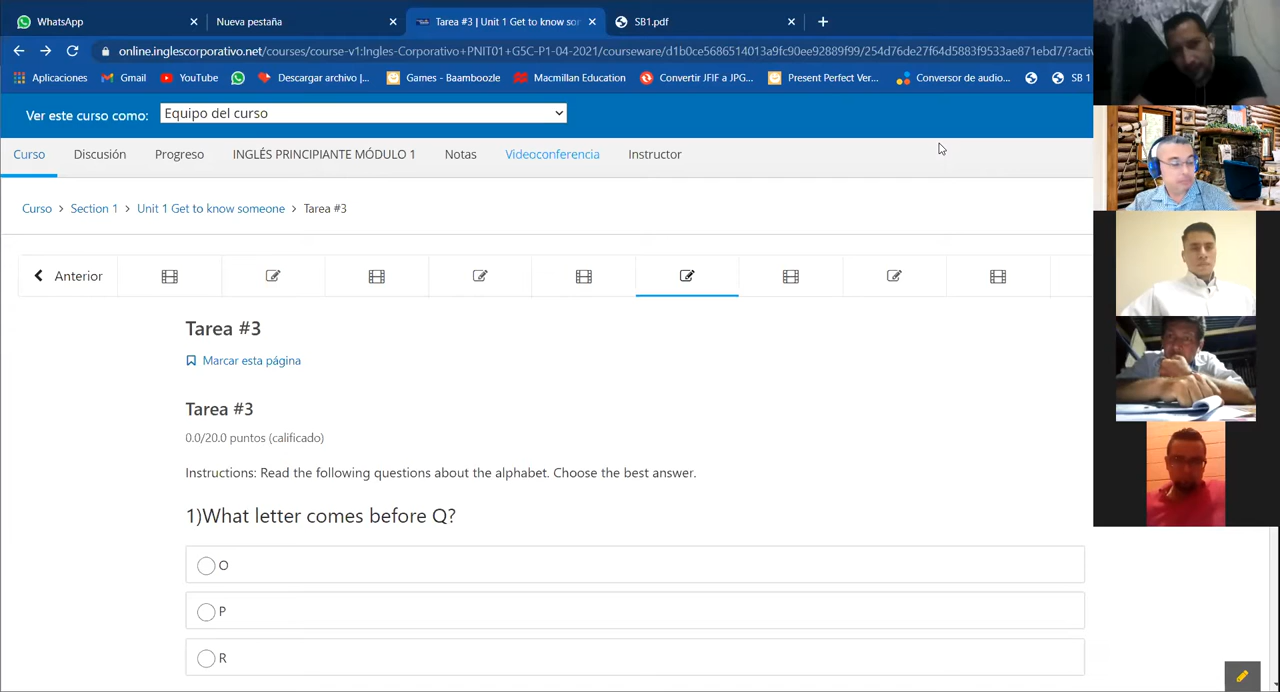 WhatsApp
Nueva pestaña
Tarea #3 | Unit 1 Get to know son
SB1.pdf
online.inglescorporativo.net/courses/course-v1:Ingles-Corporativo+PNIT01+G5C-P1-04-2021/courseware/d1b0ce5686514013a9fc90ee92889f99/254d76de27f64d5883f9533ae871ebd7/?activ
Aplicaciones
Gmail
YouTube
Descargar archivo |...
Games - Baamboozle
Macmillan Education
Convertir JFIF a JPG...
Present Perfect Ver...
Conversor de audio...
SB 1
Ver este curso como:
Equipo del curso
Curso
Discusión
Progreso
INGLÉS PRINCIPIANTE MÓDULO 1
Notas
Videoconferencia
Instructor
Curso > Section 1 > Unit 1 Get to know someone > Tarea #3
Anterior
Tarea #3
Marcar esta página
Tarea #3
0.0/20.0 puntos (calificado)
Instructions: Read the following questions about the alphabet. Choose the best answer.
1)What letter comes before Q?
O
P
R